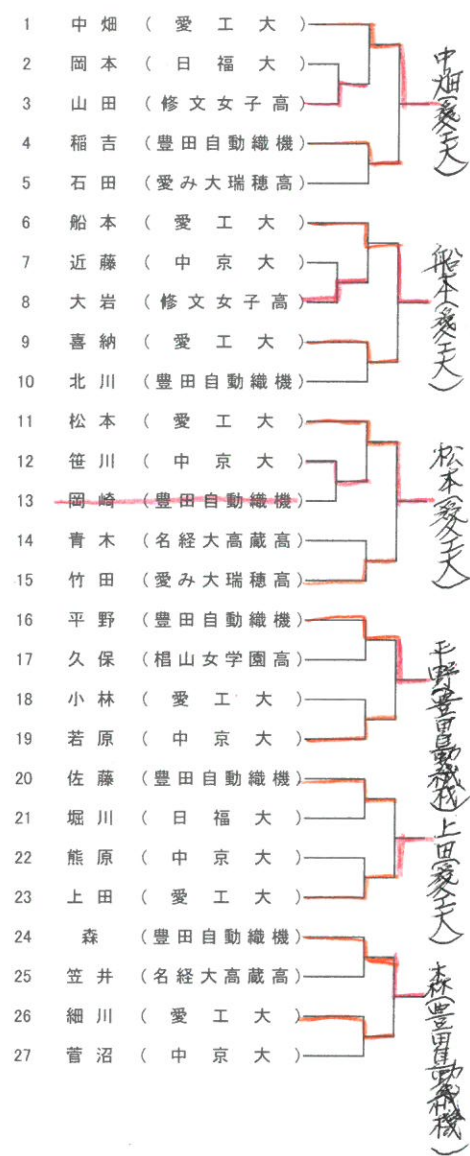 1 中畑 (愛工大)
2 岡本 (日福大)
3 山田 (修文女子高)
4 稲吉 (豊田自動織機)
5 石田 (愛み大瑞穂高)
6 船本 (愛工大)
7 近藤 (中京大)
8 大岩 (修文女子高)
9 喜納 (愛工大)
10 北川 (豊田自動織機)
11 松本 (愛工大)
12 笹川 (中京大)
13 岡崎 (豊田自動織機)
14 青木 (名経大高蔵高)
15 竹田 (愛み大瑞穂高)
16 平野 (豊田自動織機)
17 久保 (椙山女学園高)
18 小林 (愛工大)
19 若原 (中京大)
20 佐藤 (豊田自動織機)
21 堀川 (日福大)
22 熊原 (中京大)
23 上田 (愛工大)
24 森 (豊田自動織機)
25 笠井 (名経大高蔵高)
26 細川 (愛工大)
27 菅沼 (中京大)
中畑(愛工大)
船本(愛工大)
松本(愛工大)
平野(豊田自動織機)
上田(愛工大)
森(豊田自動織機)